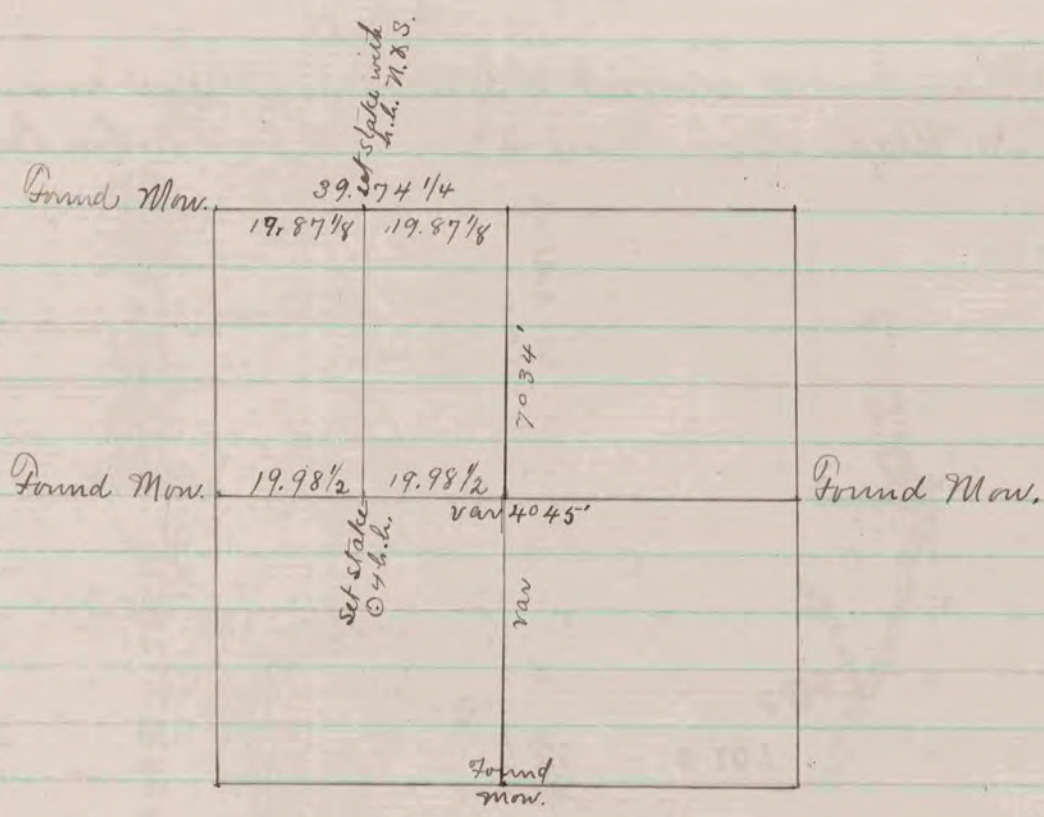 set stake with
h.h. N. & S.
Found Mon.
39.74 1/4
19.87 1/8 19.87 1/8
7° 34'
Found Mon.
19.98 1/2 19.98 1/2
Found Mon.
var 4° 45'
Set stake
⊙ 4 h.h.
var
Found
Mon.